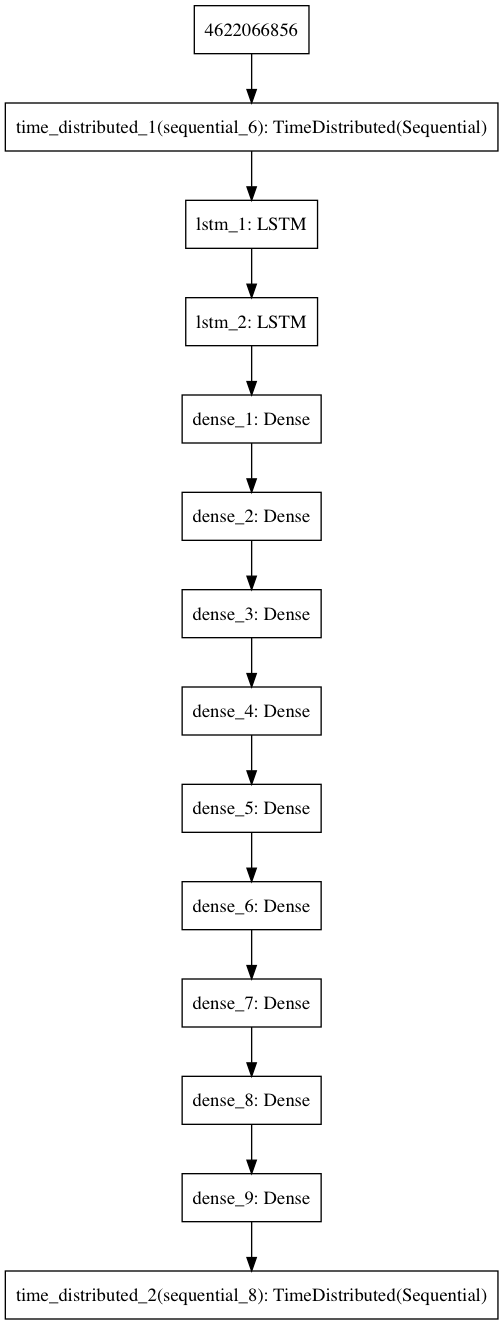 4622066856
time_distributed_1(sequential_6): TimeDistributed(Sequential)
lstm_1: LSTM
lstm_2: LSTM
dense_1: Dense
dense_2: Dense
dense_3: Dense
dense_4: Dense
dense_5: Dense
dense_6: Dense
dense_7: Dense
dense_8: Dense
dense_9: Dense
time_distributed_2(sequential_8): TimeDistributed(Sequential)